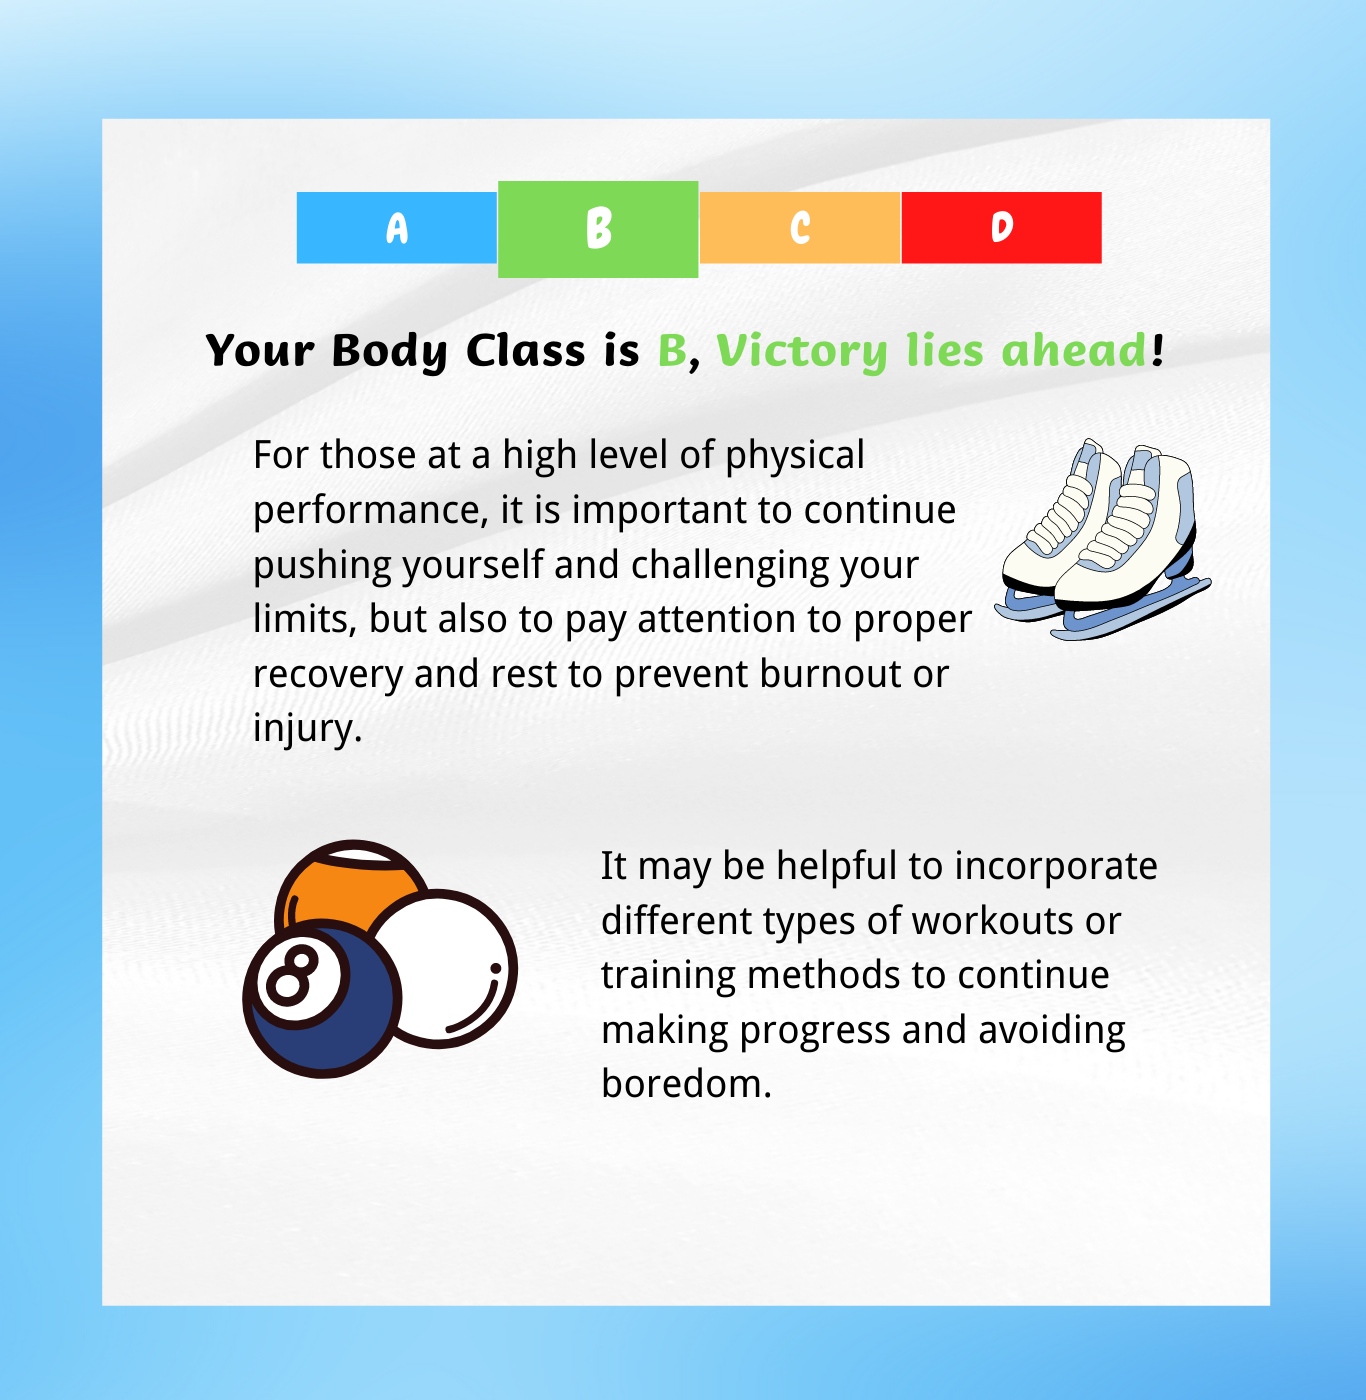 A B C D
Your Body Class is B, Victory lies ahead!
For those at a high level of physical
performance, it is important to continue
pushing yourself and challenging your
limits, but also to pay attention to proper
recovery and rest to prevent burnout or
injury.
8
It may be helpful to incorporate
different types of workouts or
training methods to continue
making progress and avoiding
boredom.